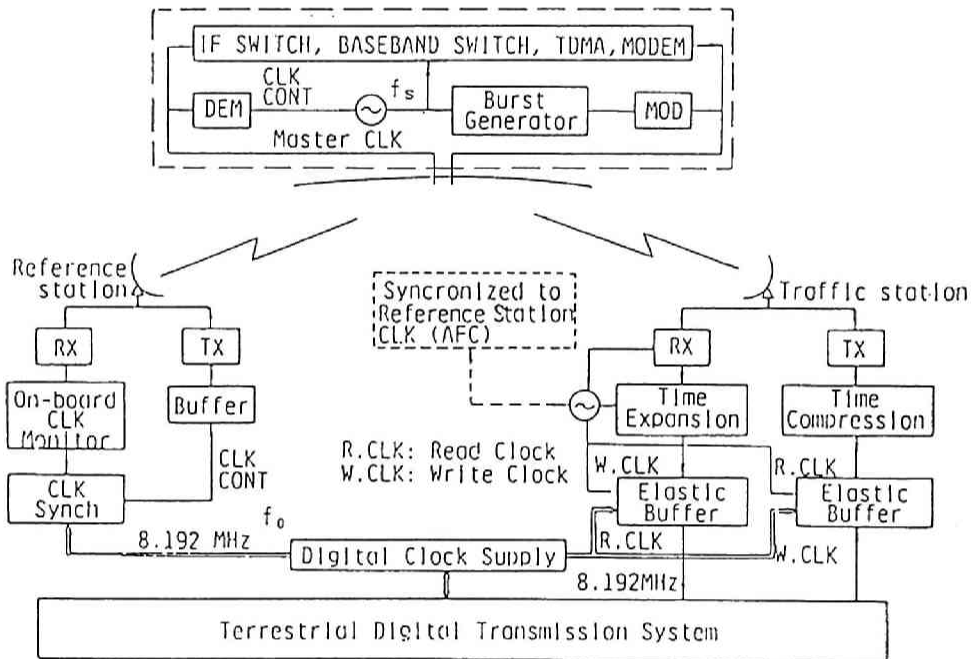 IF SWITCH, BASEBAND SWITCH, TDMA, MODEM
CLK
CONT
fs
DEM
Burst
Generator
MOD
Master CLK
Reference
station
Syncronized to
Reference Station
CLK (AFC)
Traffic station
RX
TX
RX
TX
On-board
CLK
Monitor
Buffer
Time
Expansion
Time
Compression
CLK
CONT
R.CLK: Read Clock
W.CLK: Write Clock
W.CLK
R.CLK
CLK
Synch
Elastic
Buffer
Elastic
Buffer
fo
8.192 MHz
Digital Clock Supply
R.CLK
W.CLK
8.192MHz
Terrestrial Digital Transmission System